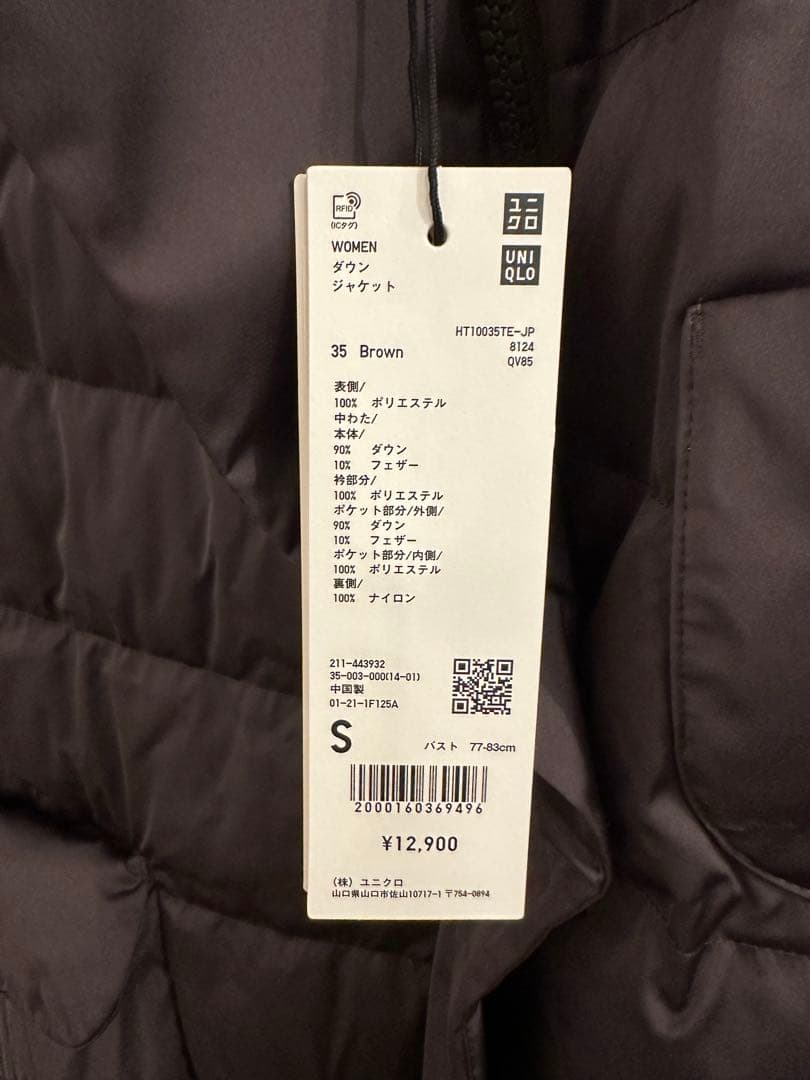 RFID
(ICタグ)
ユニ
クロ
UNI
QLO
WOMEN
ダウン
ジャケット
HT10035TE-JP
35 Brown
8124
QV85
表側/
100% ポリエステル
中わた/
本体/
90% ダウン
10% フェザー
衿部分/
100% ポリエステル
ポケット部分/外側/
90% ダウン
10% フェザー
ポケット部分/内側/
100% ポリエステル
裏側/
100% ナイロン
211-443932
35-003-000(14-01)
中国製
01-21-1F125A
S バスト 77-83cm
2000160369496
¥12,900
(株) ユニクロ
山口県山口市佐山10717-1 〒754-0894